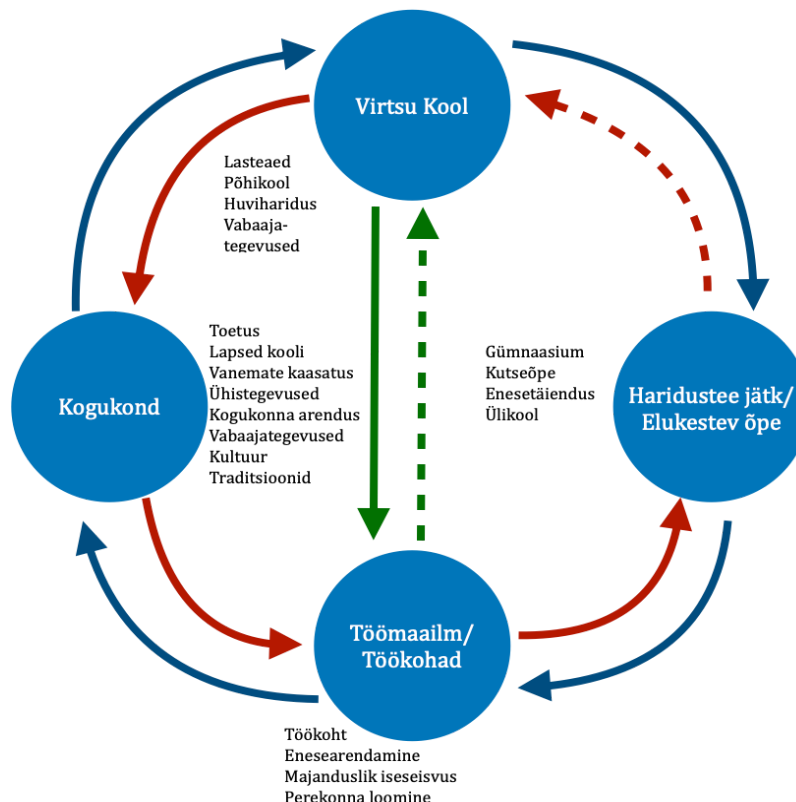 Virtsu Kool
Lasteaed
Põhikool
Huviharidus
Vabaaja-
tegevused
Kogukond
Toetus
Lapsed kooli
Vanemate kaasatus
Ühistegevused
Kogukonna arendus
Vabaajategevused
Kultuur
Traditsioonid
Gümnaasium
Kutseõpe
Enesetäiendus
Ülikool
Haridustee jätk/
Elukestev õpe
Töömaailm/
Töökohad
Töökoht
Enesearendamine
Majanduslik iseseisvus
Perekonna loomine